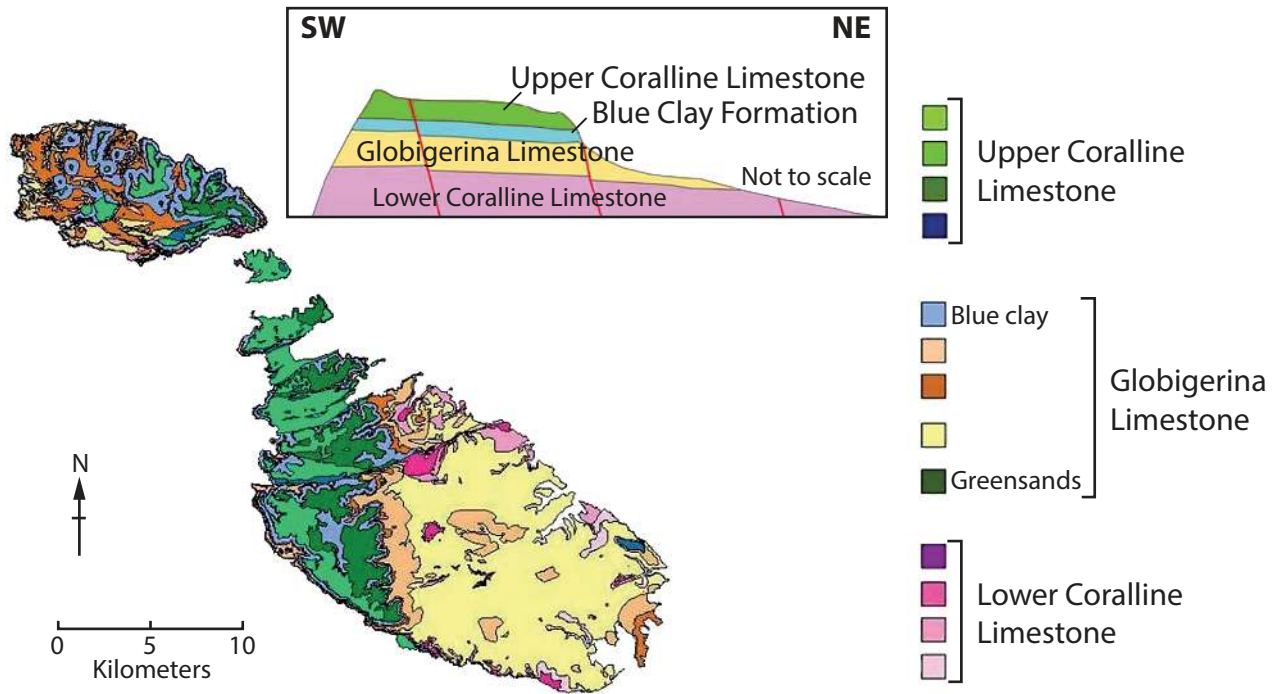 SW
NE
Upper Coralline Limestone
Blue Clay Formation
Globigerina Limestone
Not to scale
Lower Coralline Limestone
Upper Coralline
Limestone
Blue clay
Globigerina
Limestone
Greensands
Lower Coralline
Limestone
N
0 5 10
Kilometers